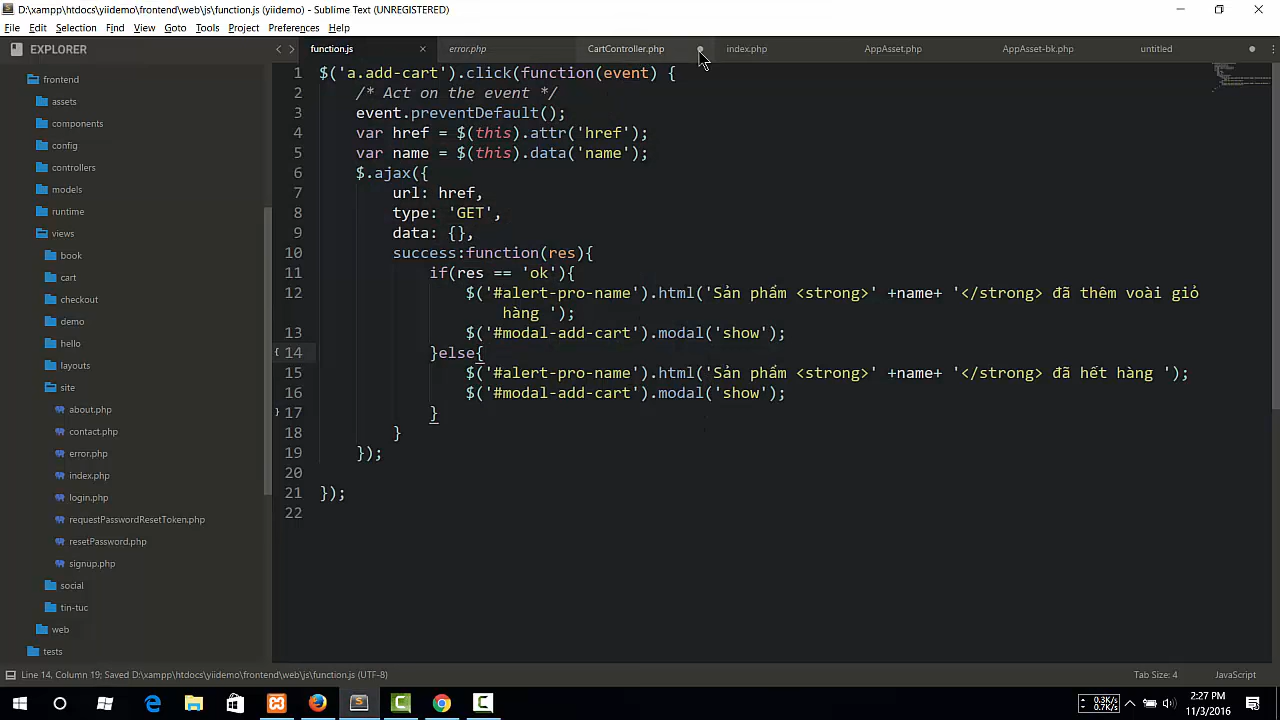 D:\xampp\htdocs\yiidemo\frontend\web\js\function.js (yiidemo) - Sublime Text (UNREGISTERED)
File Edit Selection Find View Goto Tools Project Preferences Help
EXPLORER
function.js
error.php
CartController.php
index.php
AppAsset.php
AppAsset-bk.php
untitled
frontend
assets
components
config
controllers
models
runtime
views
book
cart
checkout
demo
hello
layouts
site
about.php
contact.php
error.php
index.php
login.php
requestPasswordResetToken.php
resetPassword.php
signup.php
social
tin-tuc
web
tests
1 $('a.add-cart').click(function(event) {
2 /* Act on the event */
3 event.preventDefault();
4 var href = $(this).attr('href');
5 var name = $(this).data('name');
6 $.ajax({
7 url: href,
8 type: 'GET',
9 data: {},
10 success:function(res){
11 if(res == 'ok'){
12 $('#alert-pro-name').html('Sản phẩm <strong>' +name+ '</strong> đã thêm voài giỏ
hàng ');
13 $('#modal-add-cart').modal('show');
14 }else{
15 $('#alert-pro-name').html('Sản phẩm <strong>' +name+ '</strong> đã hết hàng ');
16 $('#modal-add-cart').modal('show');
17 }
18 }
19 });
20
21 });
22
Line 14, Column 19; Saved D:\xampp\htdocs\yiidemo\frontend\web\js\function.js (UTF-8)
Tab Size: 4
JavaScript
0.3K/s
0.7K/s
2:27 PM
11/3/2016